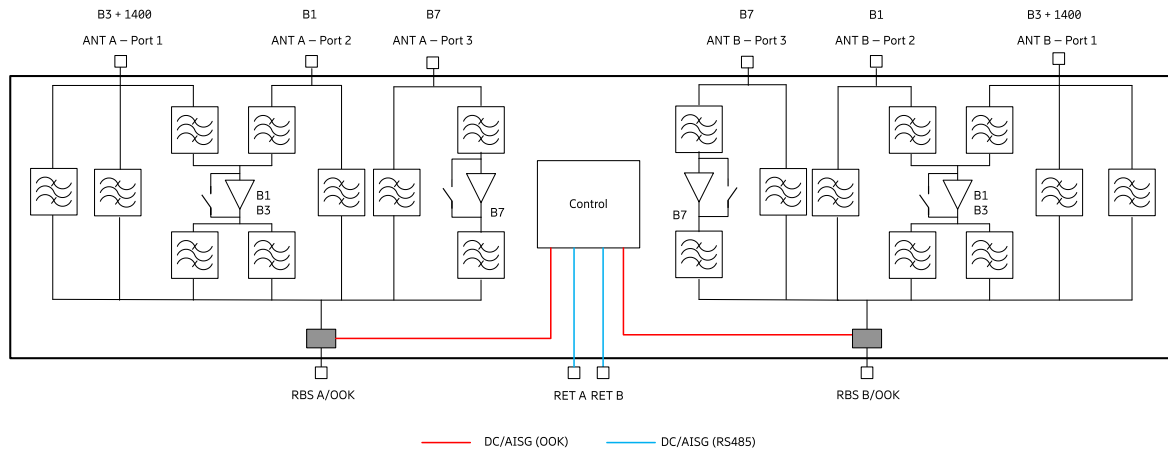 B3 + 1400 B1 B7 B7 B1 B3 + 1400
ANT A – Port 1 ANT A – Port 2 ANT A – Port 3 ANT B – Port 3 ANT B – Port 2 ANT B – Port 1
B1
B3
B7
Control
B7
B1
B3
RBS A/OOK RET A RET B RBS B/OOK
DC/AISG (OOK) DC/AISG (RS485)